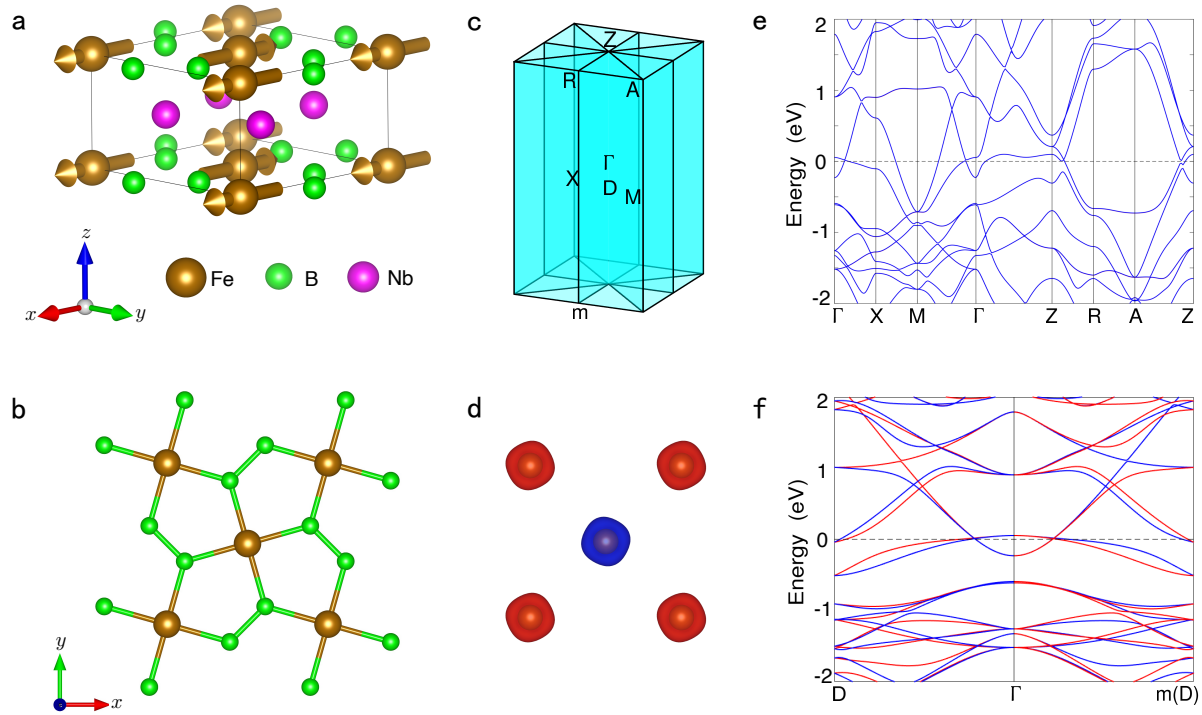 a
z
x
y
Fe
B
Nb
b
y
x
c
Z
R
A
Γ
X
D
M
m
d
e
Energy (eV)
2
1
0
-1
-2
Γ X M Γ Z R A Z
f
Energy (eV)
2
1
0
-1
-2
D Γ m(D)